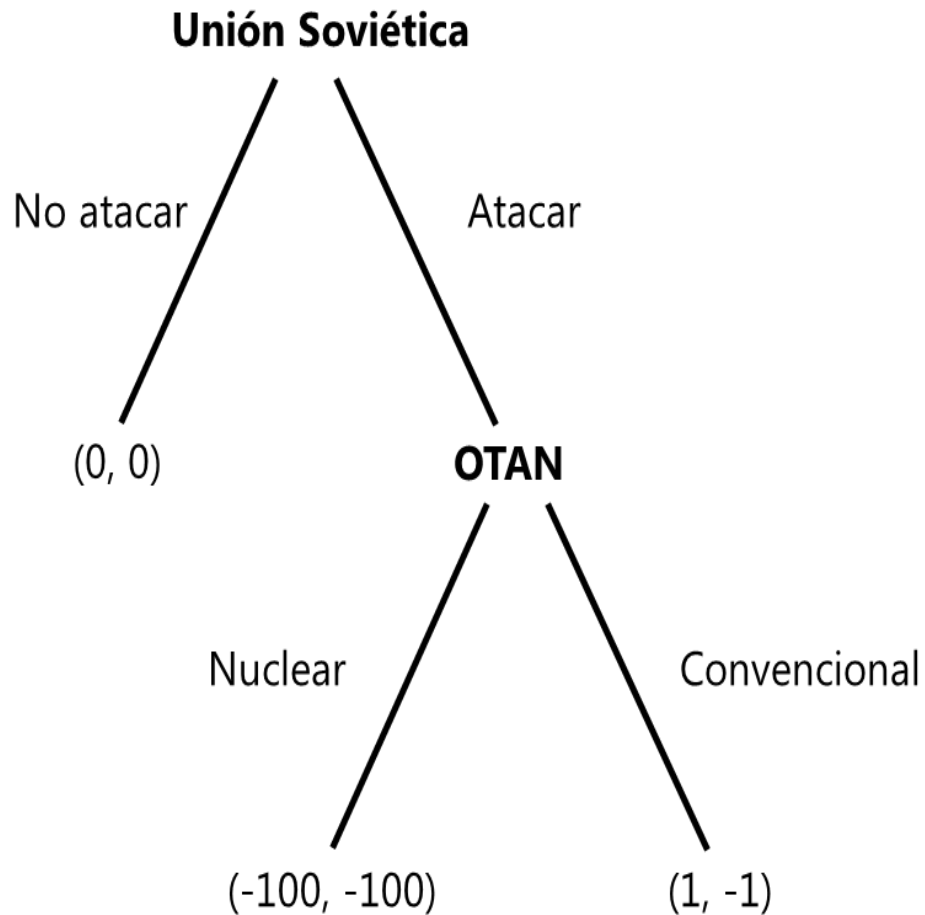 Unión Soviética
No atacar
Atacar
(0, 0)
OTAN
Nuclear
Convencional
(-100, -100)
(1, -1)